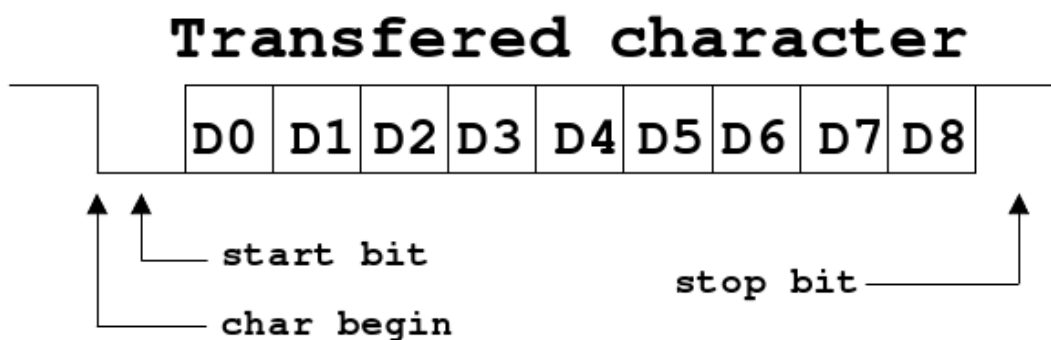 Transfered character
D0 D1 D2 D3 D4 D5 D6 D7 D8
start bit
stop bit
char begin